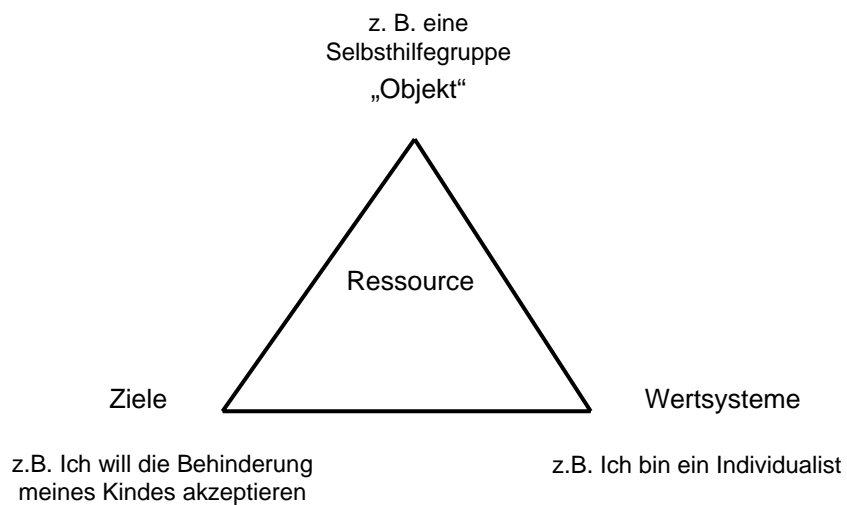 z. B. eine
Selbsthilfegruppe
„Objekt“
Ressource
Ziele
Wertsysteme
z.B. Ich will die Behinderung
meines Kindes akzeptieren
z.B. Ich bin ein Individualist